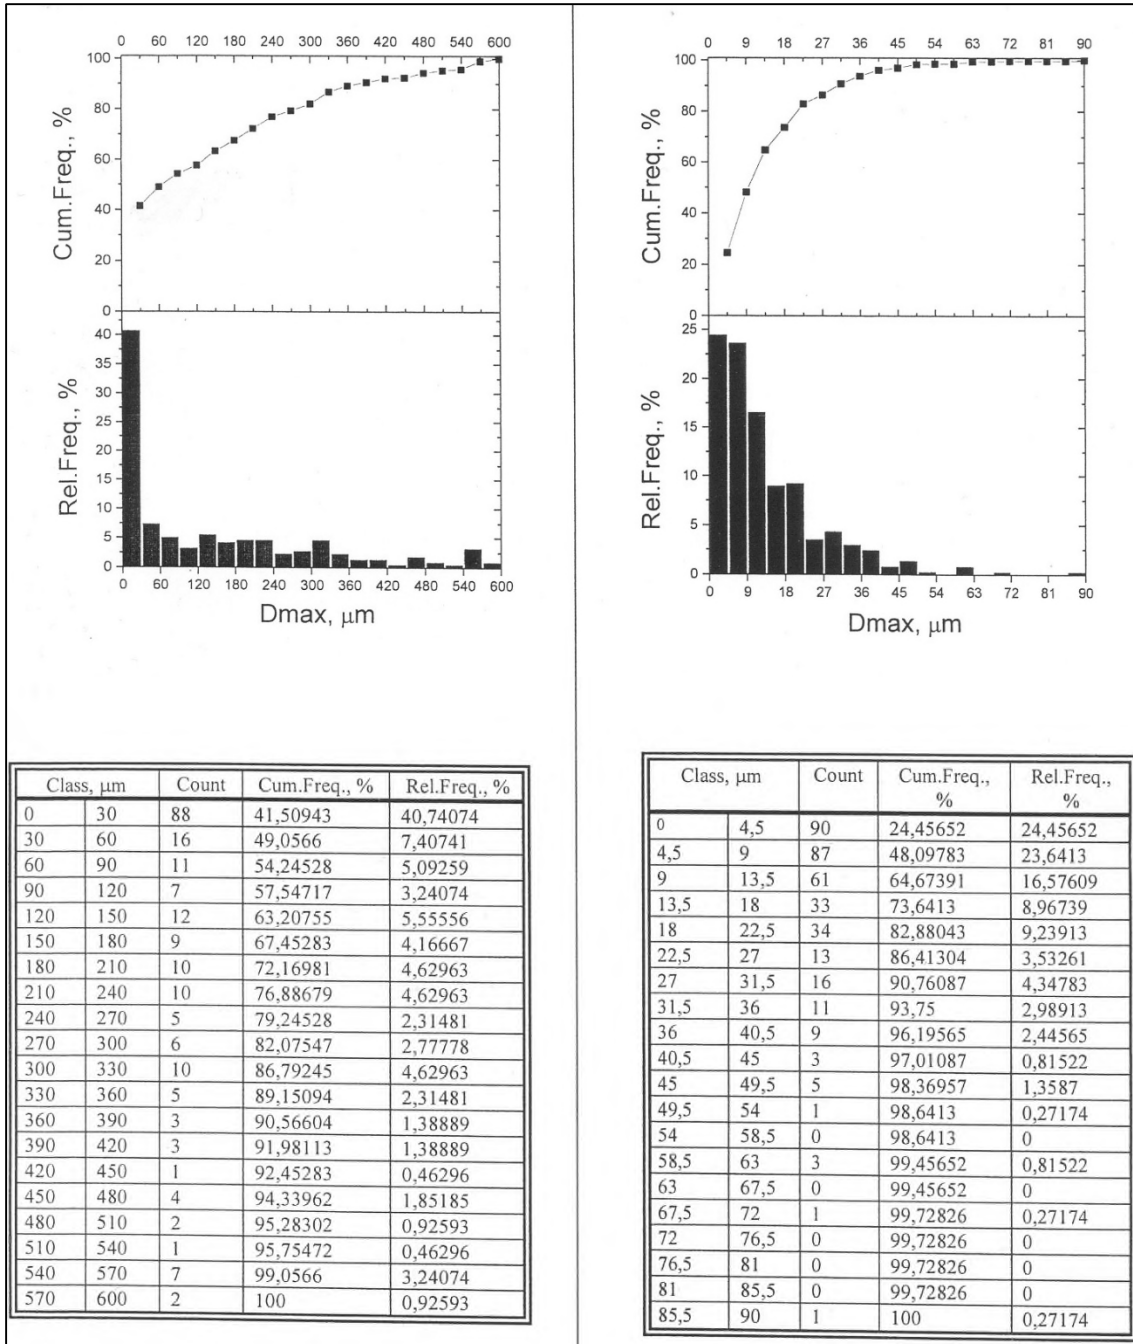 0 60 120 180 240 300 360 420 480 540 600
100
80
60
40
20
0
Cum.Freq., %
40
35
30
25
20
15
10
5
0
Rel.Freq., %
0 60 120 180 240 300 360 420 480 540 600
Dmax, μm
Class, μm Count Cum.Freq., % Rel.Freq., %
0 30 88 41,50943 40,74074
30 60 16 49,0566 7,40741
60 90 11 54,24528 5,09259
90 120 7 57,54717 3,24074
120 150 12 63,20755 5,55556
150 180 9 67,45283 4,16667
180 210 10 72,16981 4,62963
210 240 10 76,88679 4,62963
240 270 5 79,24528 2,31481
270 300 6 82,07547 2,77778
300 330 10 86,79245 4,62963
330 360 5 89,15094 2,31481
360 390 3 90,56604 1,38889
390 420 3 91,98113 1,38889
420 450 1 92,45283 0,46296
450 480 4 94,33962 1,85185
480 510 2 95,28302 0,92593
510 540 1 95,75472 0,46296
540 570 7 99,0566 3,24074
570 600 2 100 0,92593
0 9 18 27 36 45 54 63 72 81 90
100
80
60
40
20
0
Cum.Freq., %
25
20
15
10
5
0
Rel.Freq., %
0 9 18 27 36 45 54 63 72 81 90
Dmax, μm
Class, μm Count Cum.Freq., Rel.Freq.,
% %
0 4,5 90 24,45652 24,45652
4,5 9 87 48,09783 23,6413
9 13,5 61 64,67391 16,57609
13,5 18 33 73,6413 8,96739
18 22,5 34 82,88043 9,23913
22,5 27 13 86,41304 3,53261
27 31,5 16 90,76087 4,34783
31,5 36 11 93,75 2,98913
36 40,5 9 96,19565 2,44565
40,5 45 3 97,01087 0,81522
45 49,5 5 98,36957 1,3587
49,5 54 1 98,6413 0,27174
54 58,5 0 98,6413 0
58,5 63 3 99,45652 0,81522
63 67,5 0 99,45652 0
67,5 72 1 99,72826 0,27174
72 76,5 0 99,72826 0
76,5 81 0 99,72826 0
81 85,5 0 99,72826 0
85,5 90 1 100 0,27174